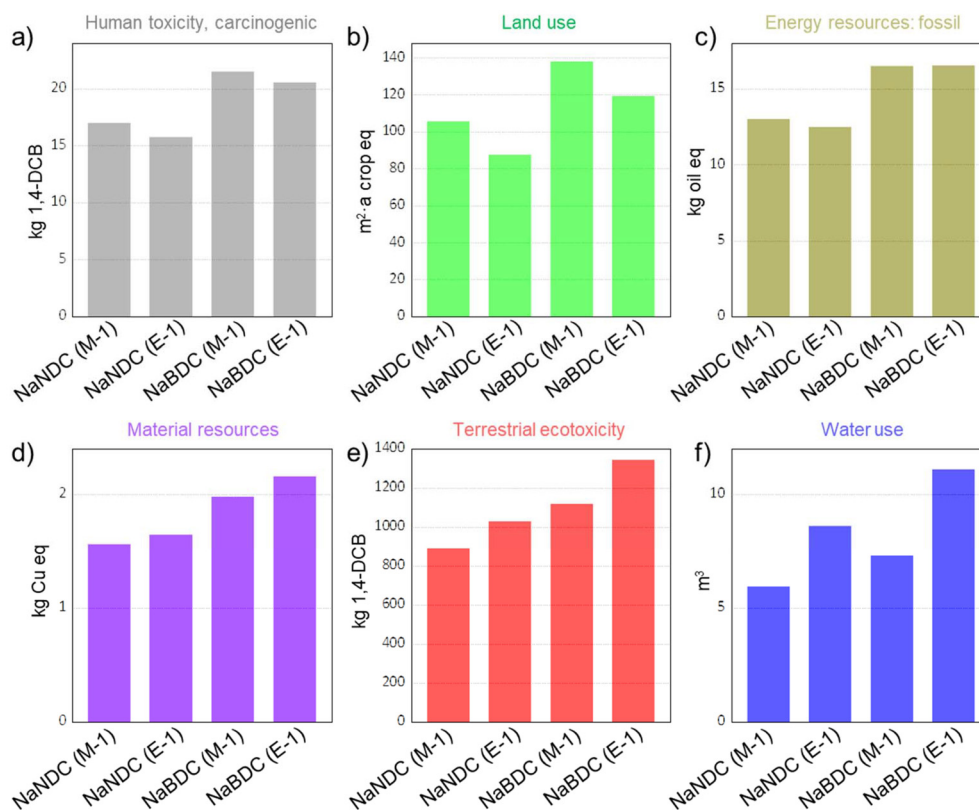 a)
Human toxicity, carcinogenic
kg 1,4-DCB
20
15
10
5
0
NaNDC (M-1)
NaNDC (E-1)
NaBDC (M-1)
NaBDC (E-1)
b)
Land use
m²·a crop eq
140
120
100
80
60
40
20
0
NaNDC (M-1)
NaNDC (E-1)
NaBDC (M-1)
NaBDC (E-1)
c)
Energy resources: fossil
kg oil eq
15
10
5
0
NaNDC (M-1)
NaNDC (E-1)
NaBDC (M-1)
NaBDC (E-1)
d)
Material resources
kg Cu eq
2
1
0
NaNDC (M-1)
NaNDC (E-1)
NaBDC (M-1)
NaBDC (E-1)
e)
Terrestrial ecotoxicity
kg 1,4-DCB
1400
1200
1000
800
600
400
200
0
NaNDC (M-1)
NaNDC (E-1)
NaBDC (M-1)
NaBDC (E-1)
f)
Water use
m³
10
5
0
NaNDC (M-1)
NaNDC (E-1)
NaBDC (M-1)
NaBDC (E-1)